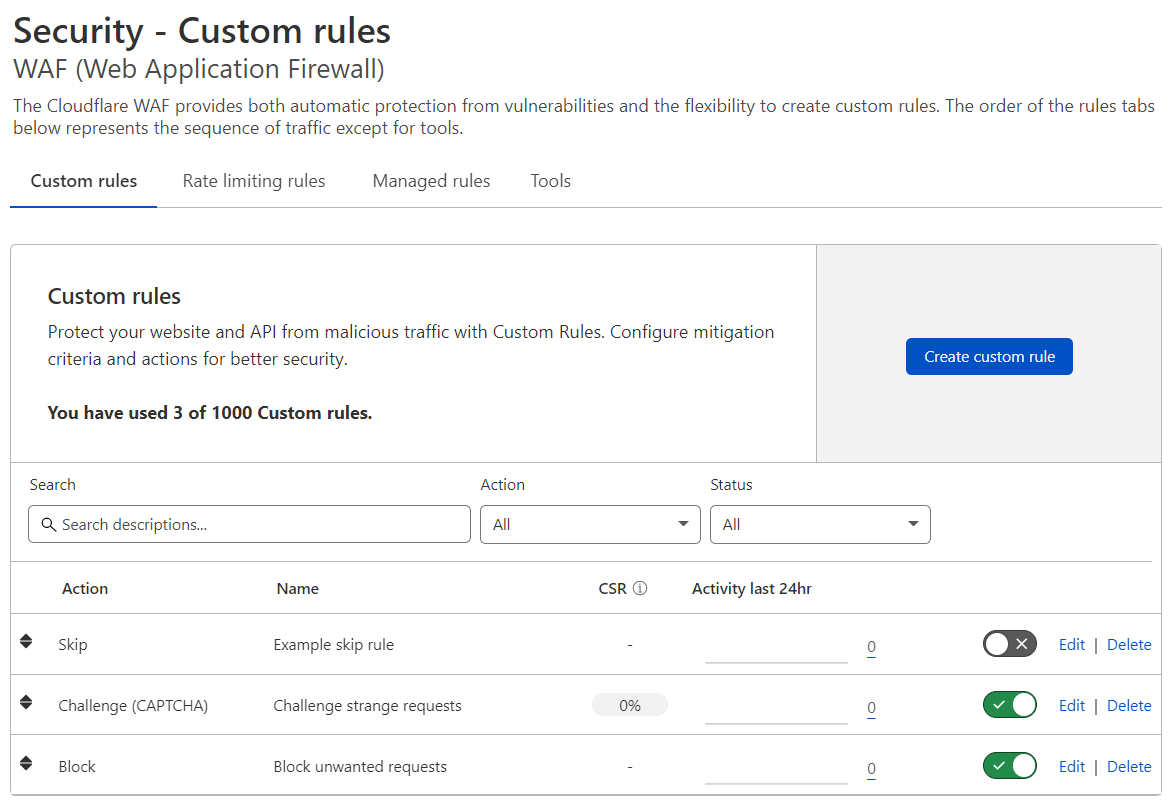 Security - Custom rules
WAF (Web Application Firewall)
The Cloudflare WAF provides both automatic protection from vulnerabilities and the flexibility to create custom rules. The order of the rules tabs
below represents the sequence of traffic except for tools.
Custom rules Rate limiting rules Managed rules Tools
Custom rules
Protect your website and API from malicious traffic with Custom Rules. Configure mitigation
criteria and actions for better security.
Create custom rule
You have used 3 of 1000 Custom rules.
Search Action Status
Search descriptions... All All
Action Name CSR Activity last 24hr
Skip Example skip rule - 0 Edit | Delete
Challenge (CAPTCHA) Challenge strange requests 0% 0 Edit | Delete
Block Block unwanted requests - 0 Edit | Delete